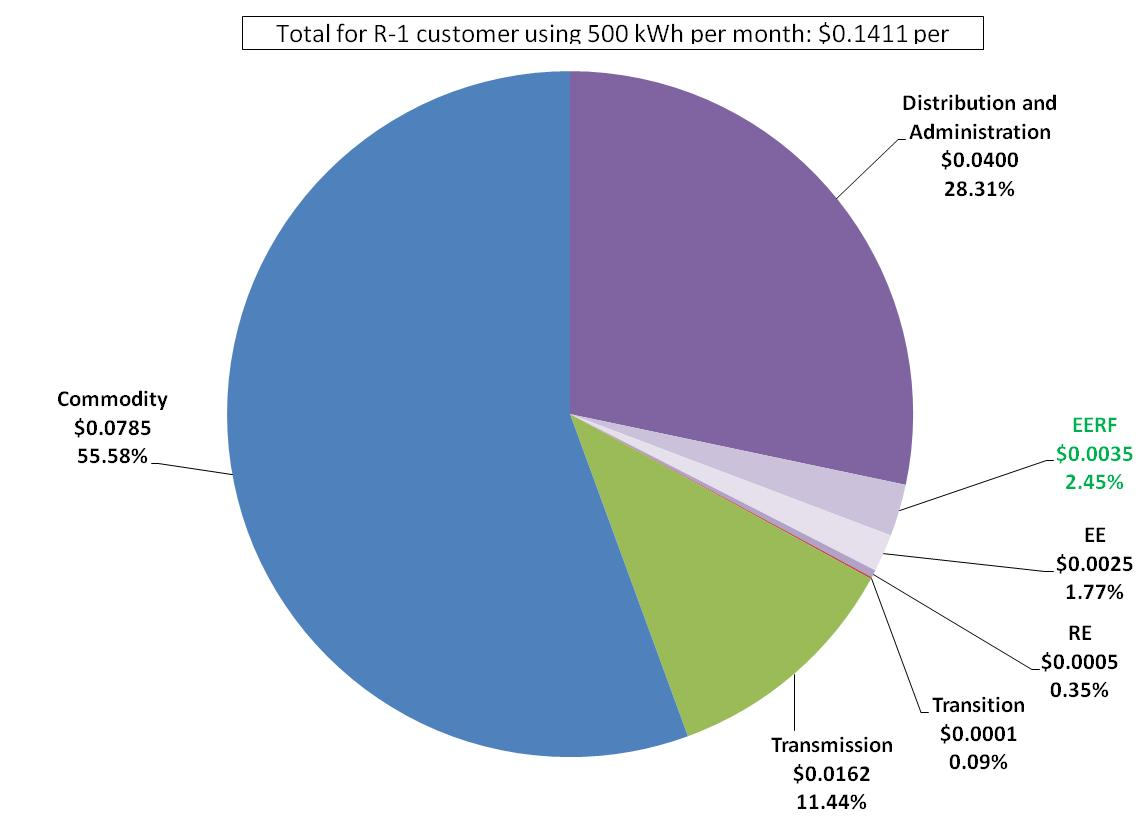 Total for R-1 customer using 500 kWh per month: $0.1411 per
Distribution and
Administration
$0.0400
28.31%
EERF
$0.0035
2.45%
EE
$0.0025
1.77%
RE
$0.0005
0.35%
Transition
$0.0001
0.09%
Transmission
$0.0162
11.44%
Commodity
$0.0785
55.58%